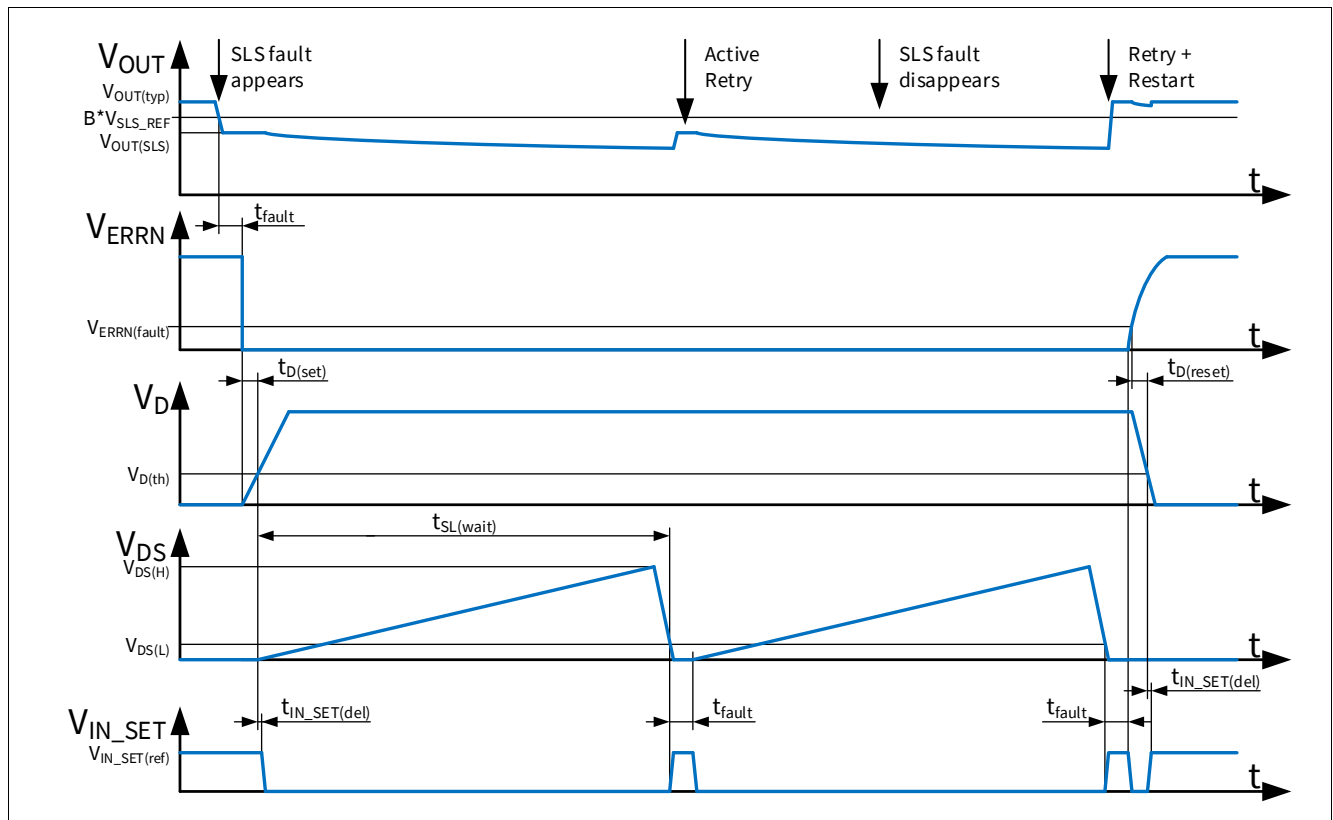 VOUT
SLS fault
appears
Active
Retry
SLS fault
disappears
Retry +
Restart
VOUT(typ)
B*VSLS_REF
VOUT(SLS)
t
VERRN
tfault
VERRN(fault)
t
tD(set)
tD(reset)
VD
VD(th)
t
tSL(wait)
VDS
VDS(H)
VDS(L)
t
tIN_SET(del)
tIN_SET(del)
tfault
tfault
VIN_SET
VIN_SET(ref)
t